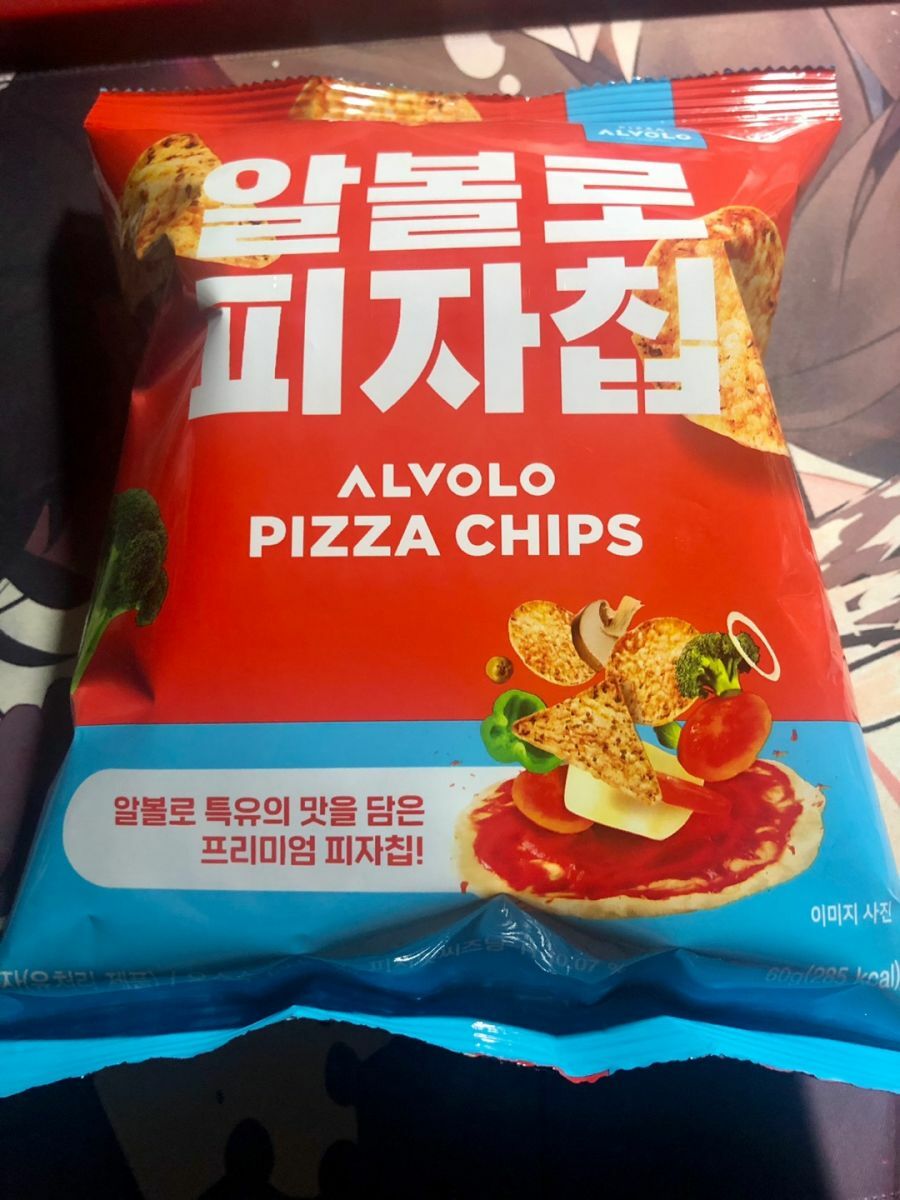 ALVOLO
알볼로
피자칩
ALVOLO
PIZZA CHIPS
알볼로 특유의 맛을 담은
프리미엄 피자칩!
이미지 사진
60g(285 kcal)